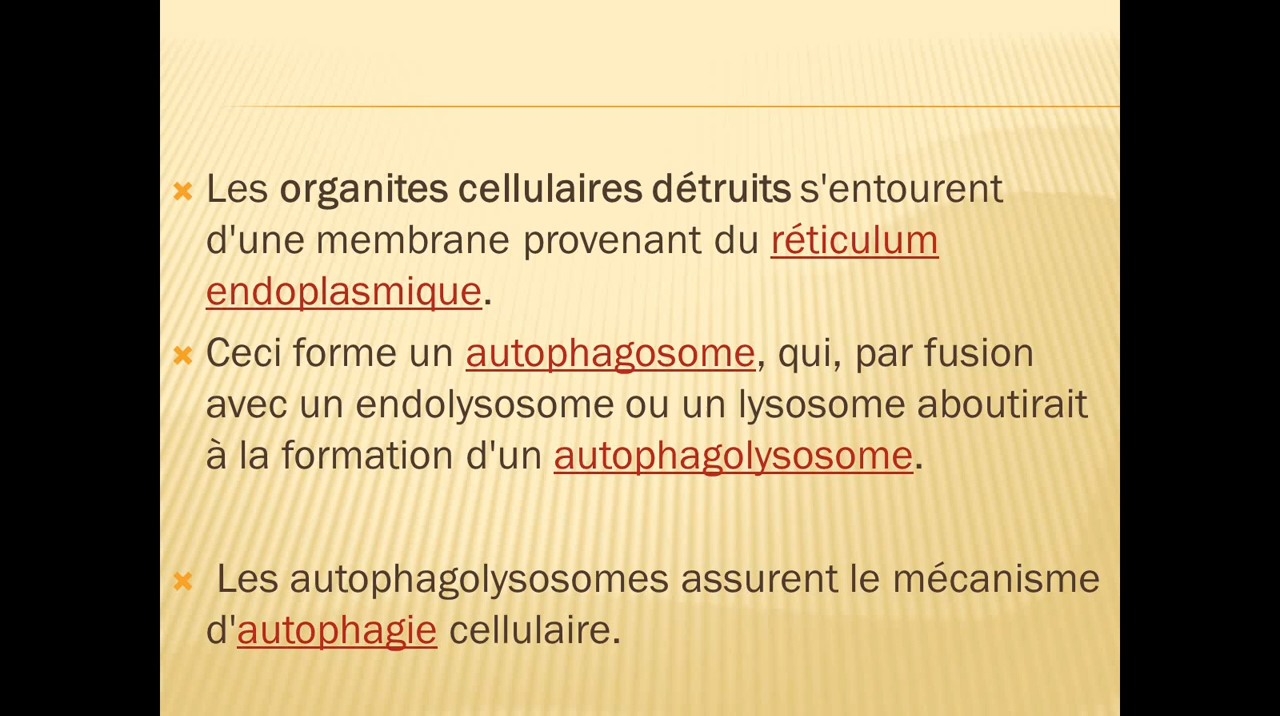 Les organites cellulaires détruits s'entourent
d'une membrane provenant du réticulum
endoplasmique.
Ceci forme un autophagosome, qui, par fusion
avec un endolysosome ou un lysosome aboutirait
à la formation d'un autophagolysosome.
Les autophagolysosomes assurent le mécanisme
d'autophagie cellulaire.